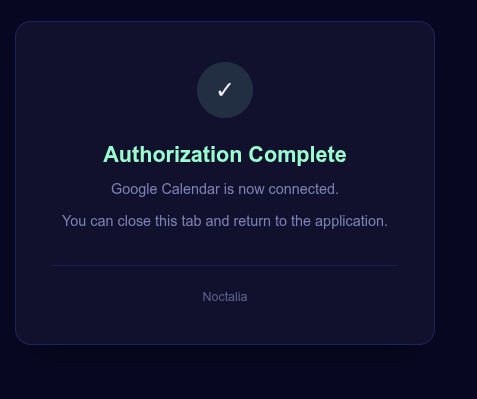 ✓
Authorization Complete
Google Calendar is now connected.
You can close this tab and return to the application.
Noctalia